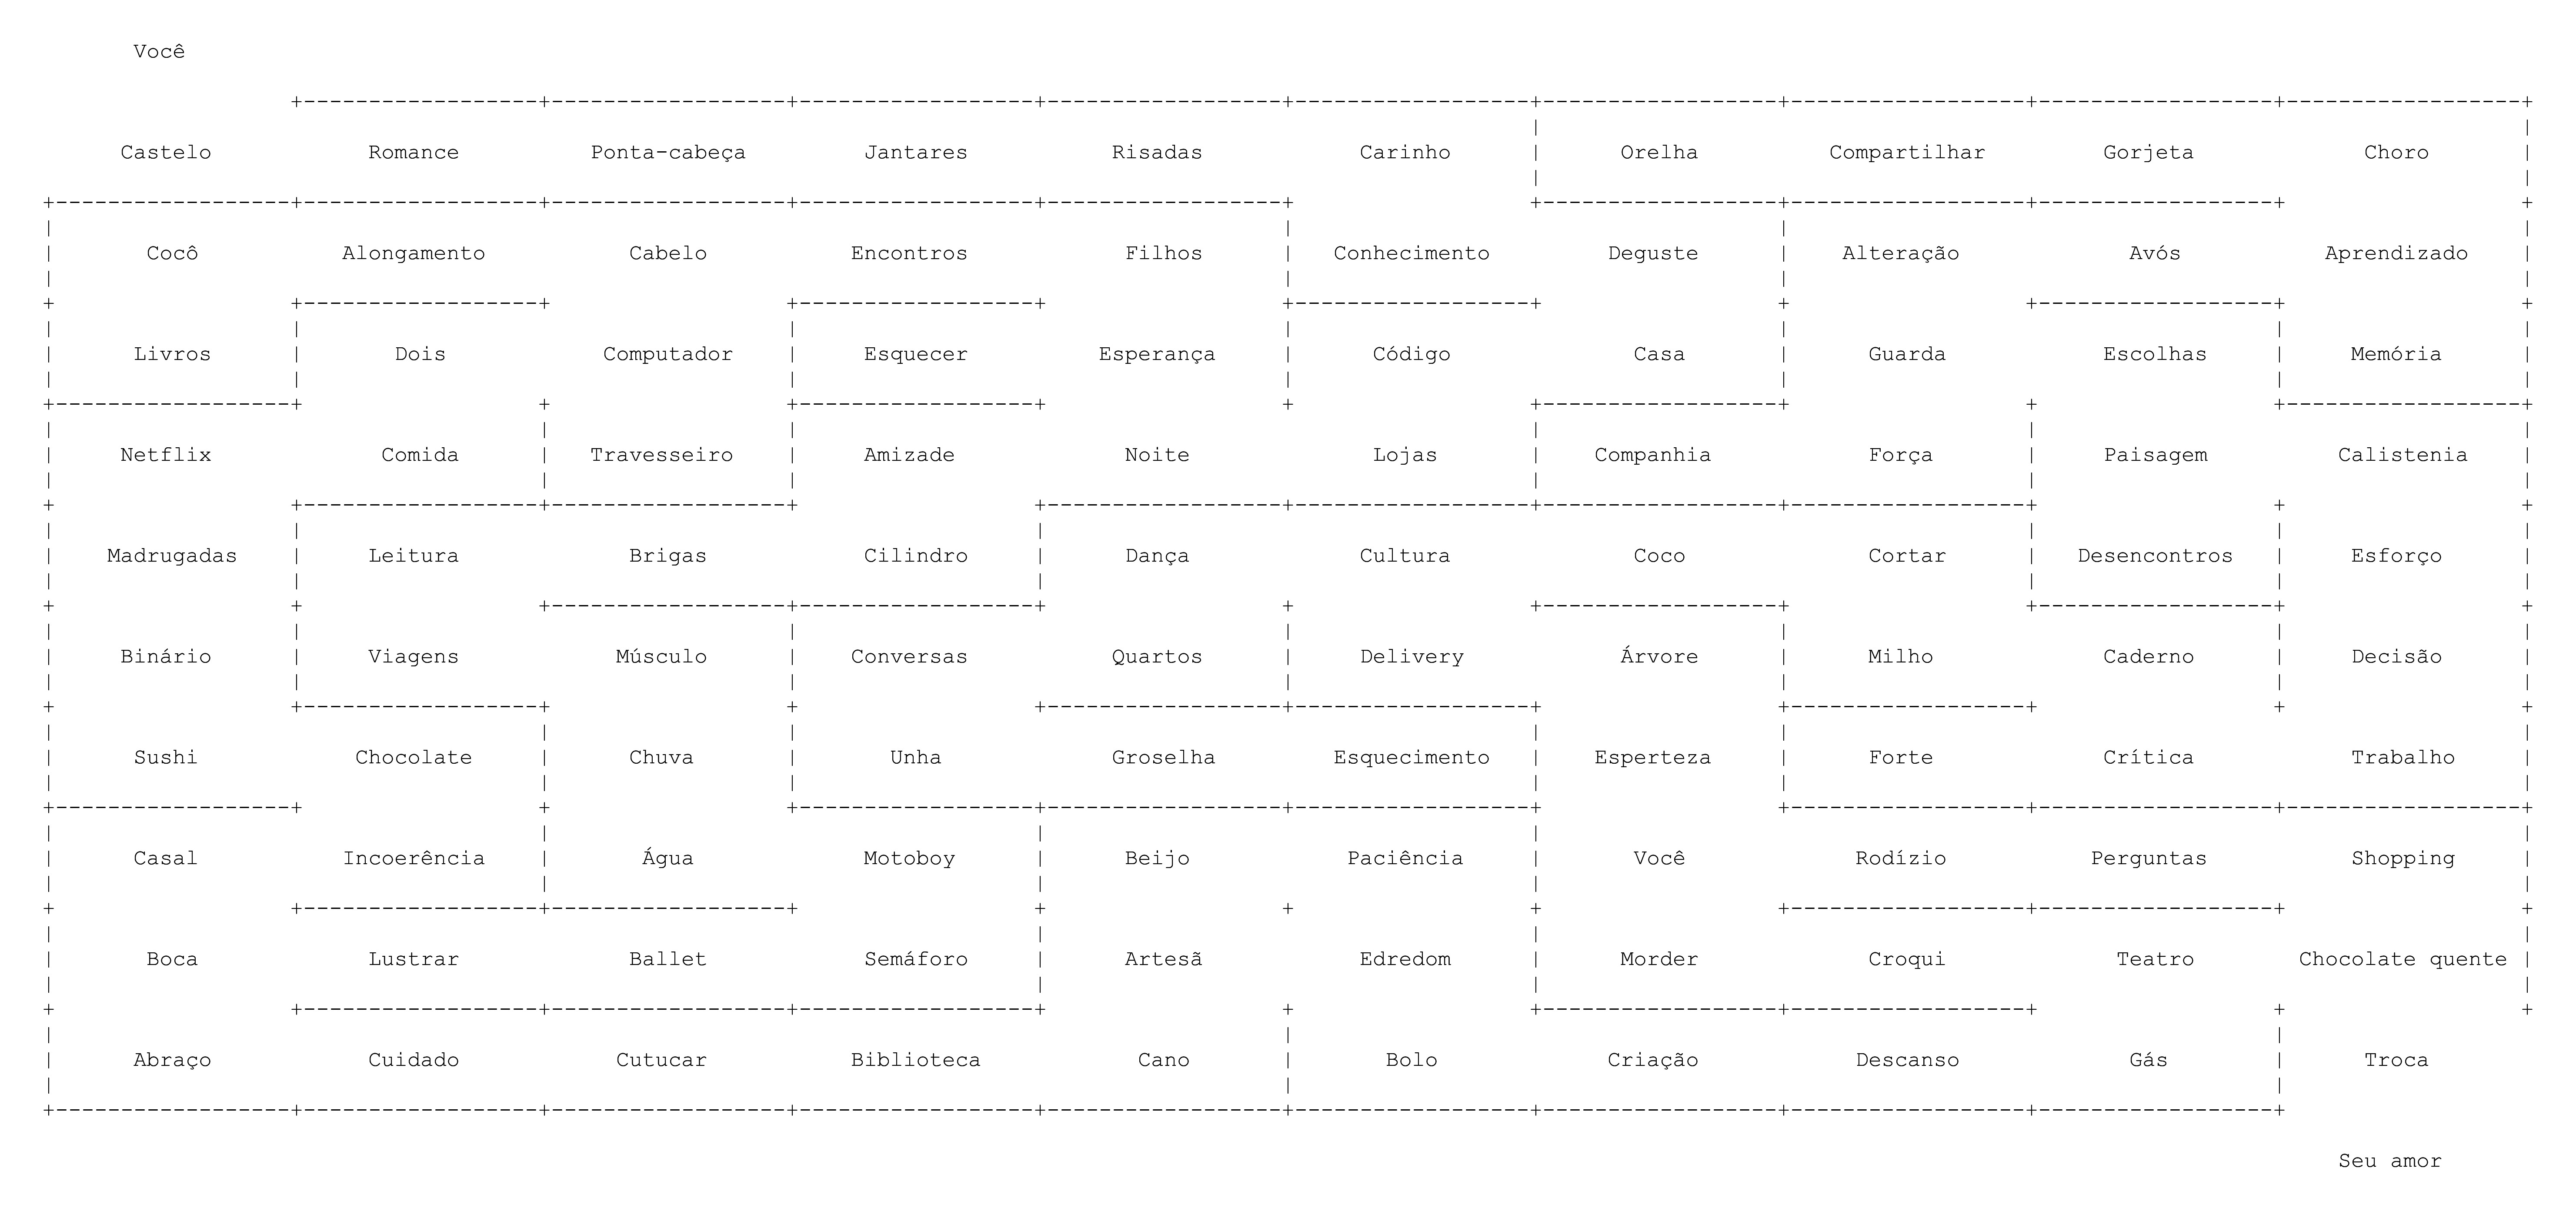 Você
Castelo Romance Ponta-cabeça Jantares Risadas Carinho Orelha Compartilhar Gorjeta Choro
Cocô Alongamento Cabelo Encontros Filhos Conhecimento Deguste Alteração Avós Aprendizado
Livros Dois Computador Esquecer Esperança Código Casa Guarda Escolhas Memória
Netflix Comida Travesseiro Amizade Noite Lojas Companhia Força Paisagem Calistenia
Madrugadas Leitura Brigas Cilindro Dança Cultura Coco Cortar Desencontros Esforço
Binário Viagens Músculo Conversas Quartos Delivery Árvore Milho Caderno Decisão
Sushi Chocolate Chuva Unha Groselha Esquecimento Esperteza Forte Crítica Trabalho
Casal Incoerência Água Motoboy Beijo Paciência Você Rodízio Perguntas Shopping
Boca Lustrar Ballet Semáforo Artesã Edredom Morder Croqui Teatro Chocolate quente
Abraço Cuidado Cutucar Biblioteca Cano Bolo Criação Descanso Gás Troca
Seu amor